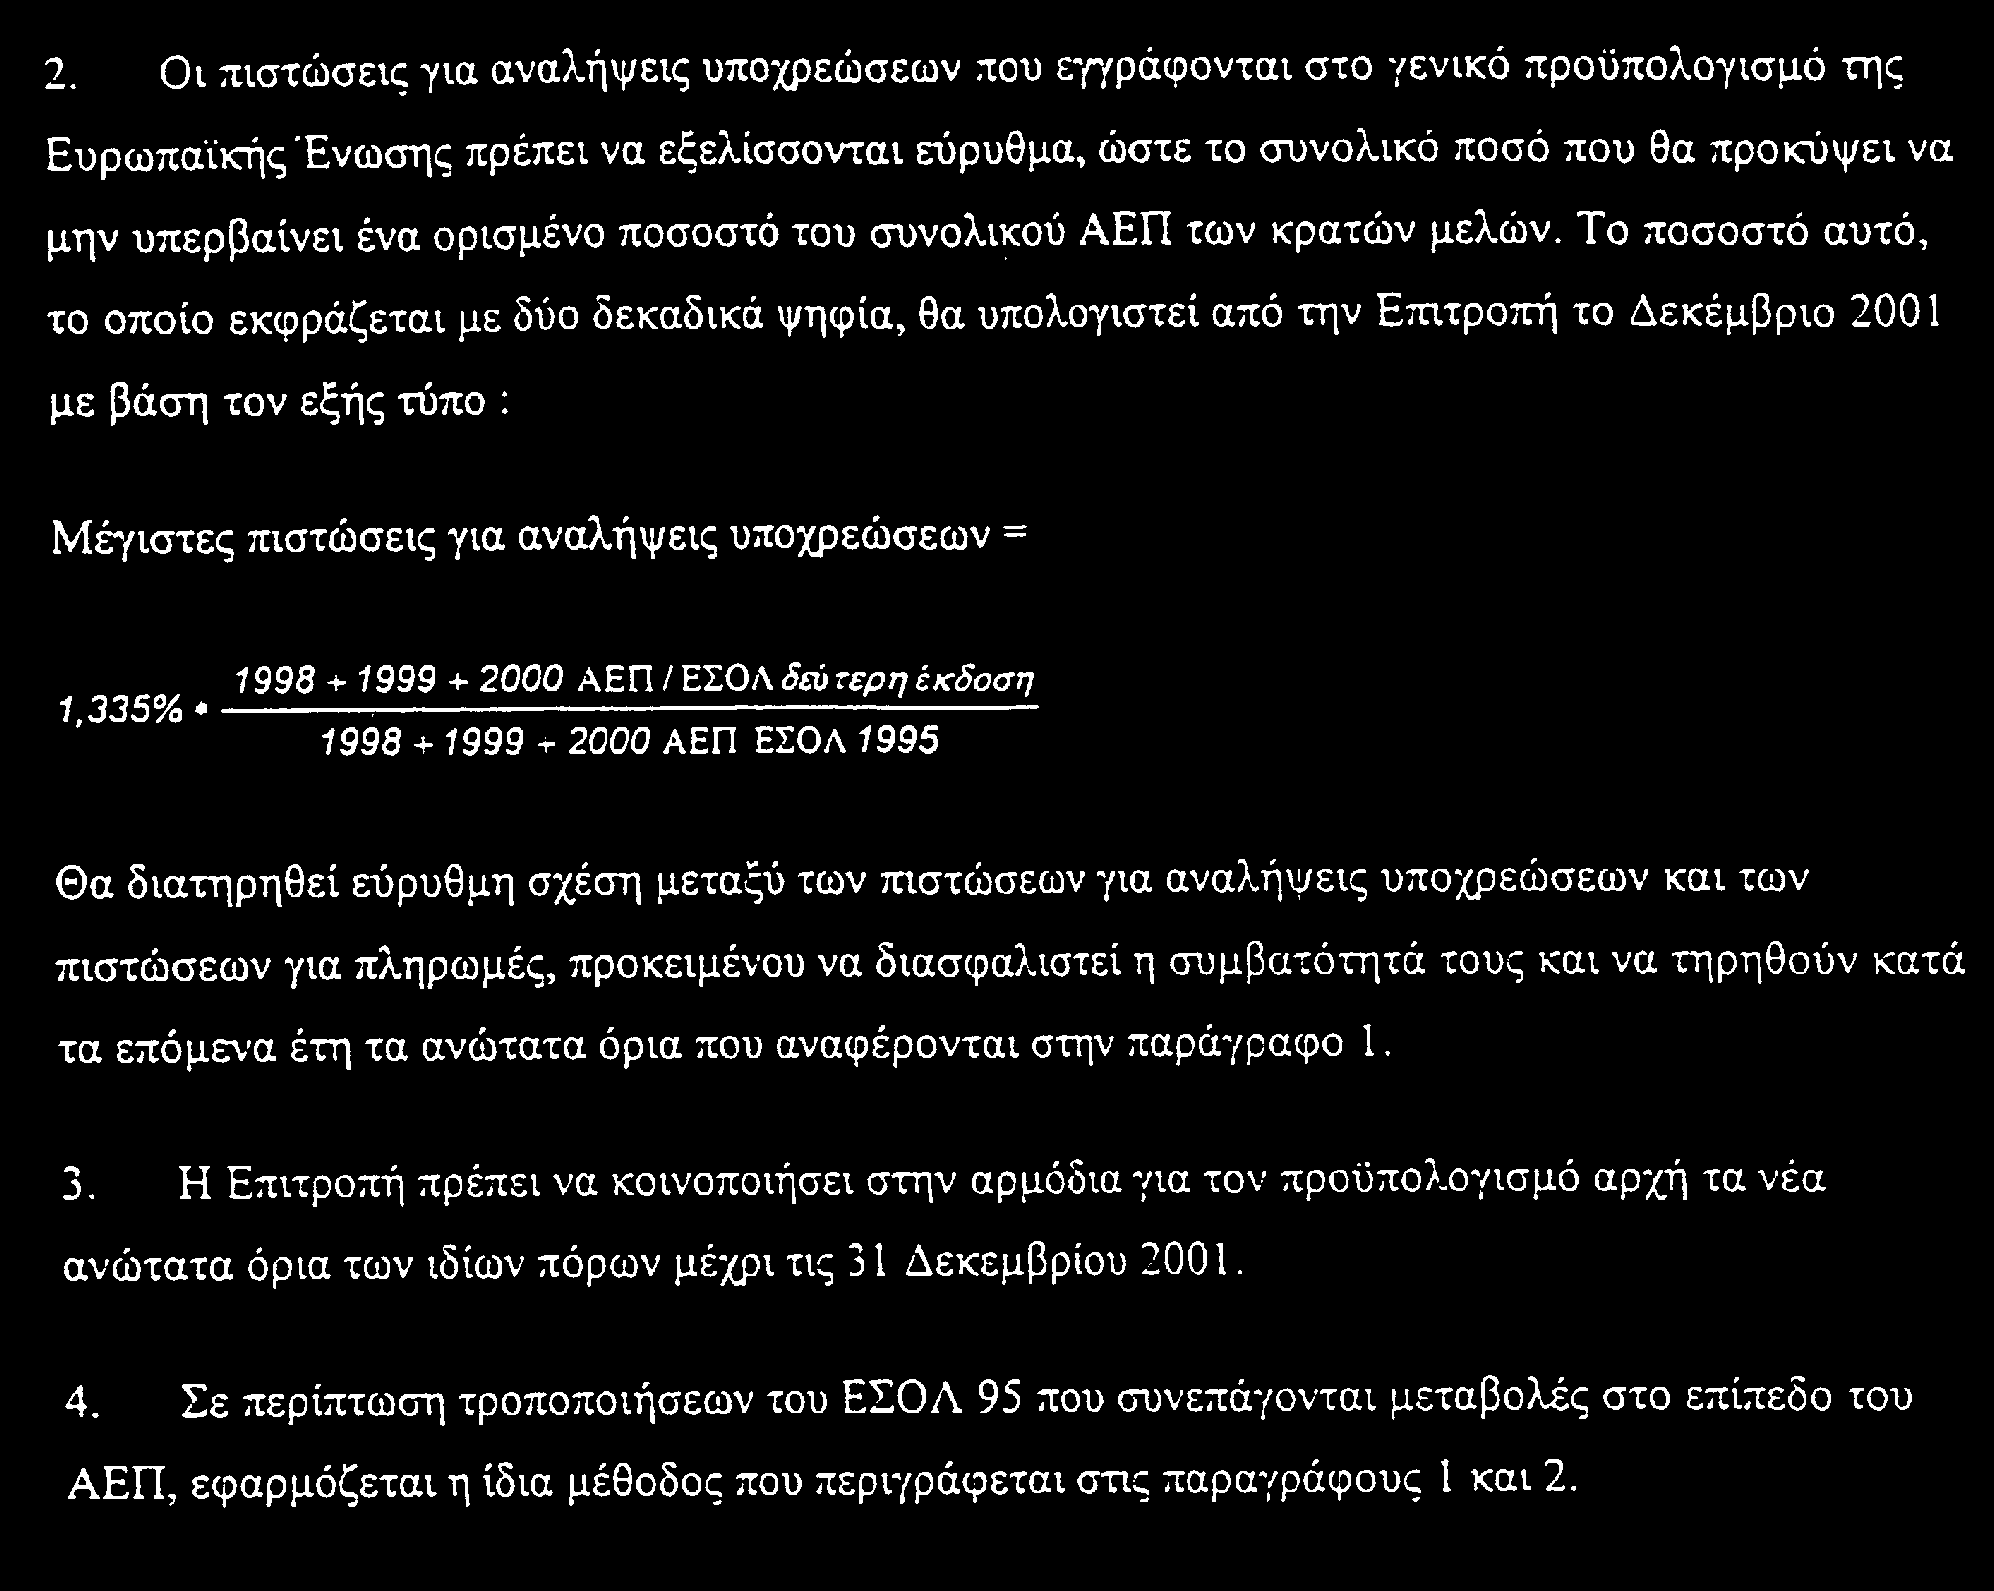 2. Οι πιστώσεις για αναλήψεις υποχρεώσεων που εγγράφονται στο γενικό προϋπολογισμό της
Ευρωπαϊκής Ένωσης πρέπει να εξελίσσονται εύρυθμα, ώστε το συνολικό ποσό που θα προκύψει να
μην υπερβαίνει ένα ορισμένο ποσοστό του συνολικού ΑΕΠ των κρατών μελών. Το ποσοστό αυτό,
το οποίο εκφράζεται με δύο δεκαδικά ψηφία, θα υπολογιστεί από την Επιτροπή το Δεκέμβριο 2001
με βάση τον εξής τύπο :
Μέγιστες πιστώσεις για αναλήψεις υποχρεώσεων =
1998 + 1999 + 2000 ΑΕΠ / ΕΣΟΛ δεύτερη έκδοση
1,335% •
1998 + 1999 + 2000 ΑΕΠ ΕΣΟΛ 1995
Θα διατηρηθεί εύρυθμη σχέση μεταξύ των πιστώσεων για αναλήψεις υποχρεώσεων και των
πιστώσεων για πληρωμές, προκειμένου να διασφαλιστεί η συμβατότητά τους και να τηρηθούν κατά
τα επόμενα έτη τα ανώτατα όρια που αναφέρονται στην παράγραφο 1.
3. Η Επιτροπή πρέπει να κοινοποιήσει στην αρμόδια για τον προϋπολογισμό αρχή τα νέα
ανώτατα όρια των ιδίων πόρων μέχρι τις 31 Δεκεμβρίου 2001.
4. Σε περίπτωση τροποποιήσεων του ΕΣΟΛ 95 που συνεπάγονται μεταβολές στο επίπεδο του
ΑΕΠ, εφαρμόζεται η ίδια μέθοδος που περιγράφεται στις παραγράφους 1 και 2.